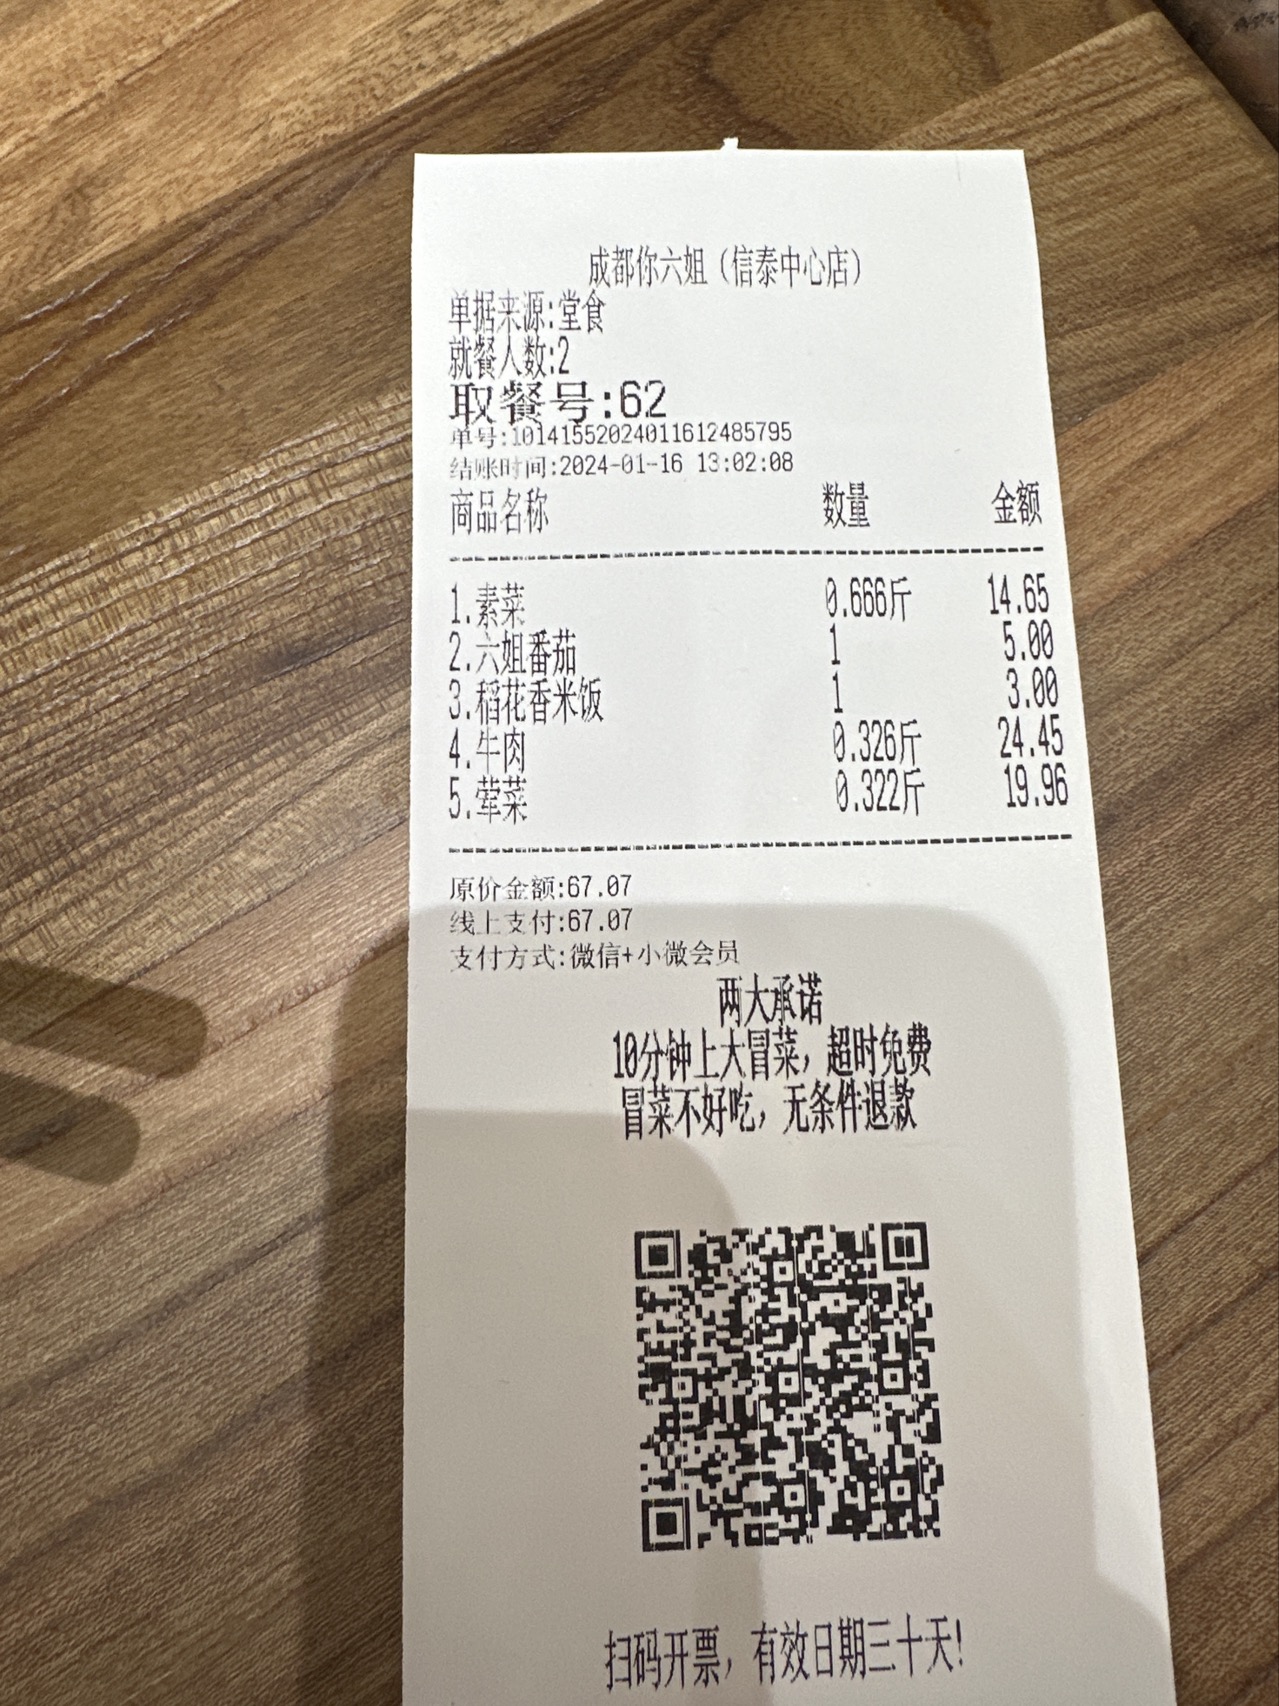 成都你六姐（信泰中心店）
单据来源:堂食
就餐人数:2
取餐号:62
单号:10141552024011612485795
结账时间:2024-01-16 13:02:08
商品名称 数量 金额
1.素菜 0.666斤 14.65
2.六姐番茄 1 5.00
3.稻花香米饭 1 3.00
4.牛肉 0.326斤 24.45
5.荤菜 0.322斤 19.96
原价金额:67.07
线上支付:67.07
支付方式:微信+小微会员
两大承诺
10分钟上大冒菜，超时免费
冒菜不好吃，无条件退款
扫码开票，有效日期三十天!